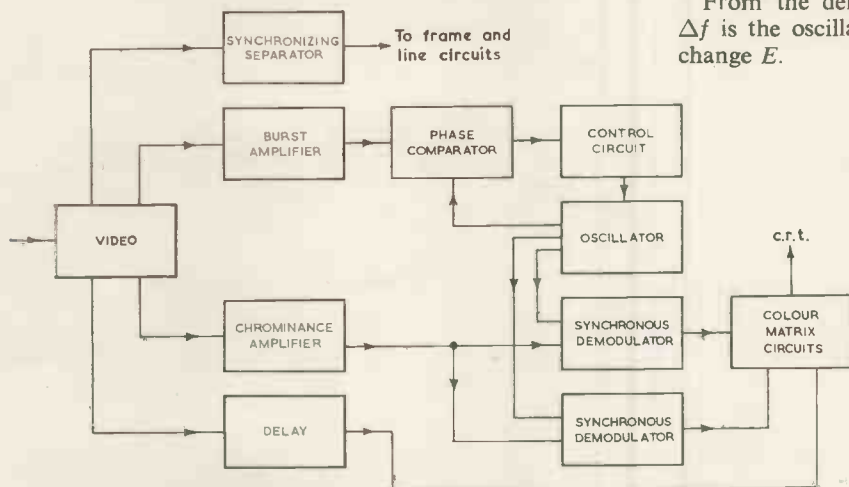 From the de
Δf is the oscilla
change E.
SYNCHRONIZING
SEPARATOR
To frame and
line circuits
BURST
AMPLIFIER
PHASE
COMPARATOR
CONTROL
CIRCUIT
VIDEO
OSCILLATOR
c.r.t.
CHROMINANCE
AMPLIFIER
SYNCHRONOUS
DEMODULATOR
COLOUR
MATRIX
CIRCUITS
DELAY
SYNCHRONOUS
DEMODULATOR